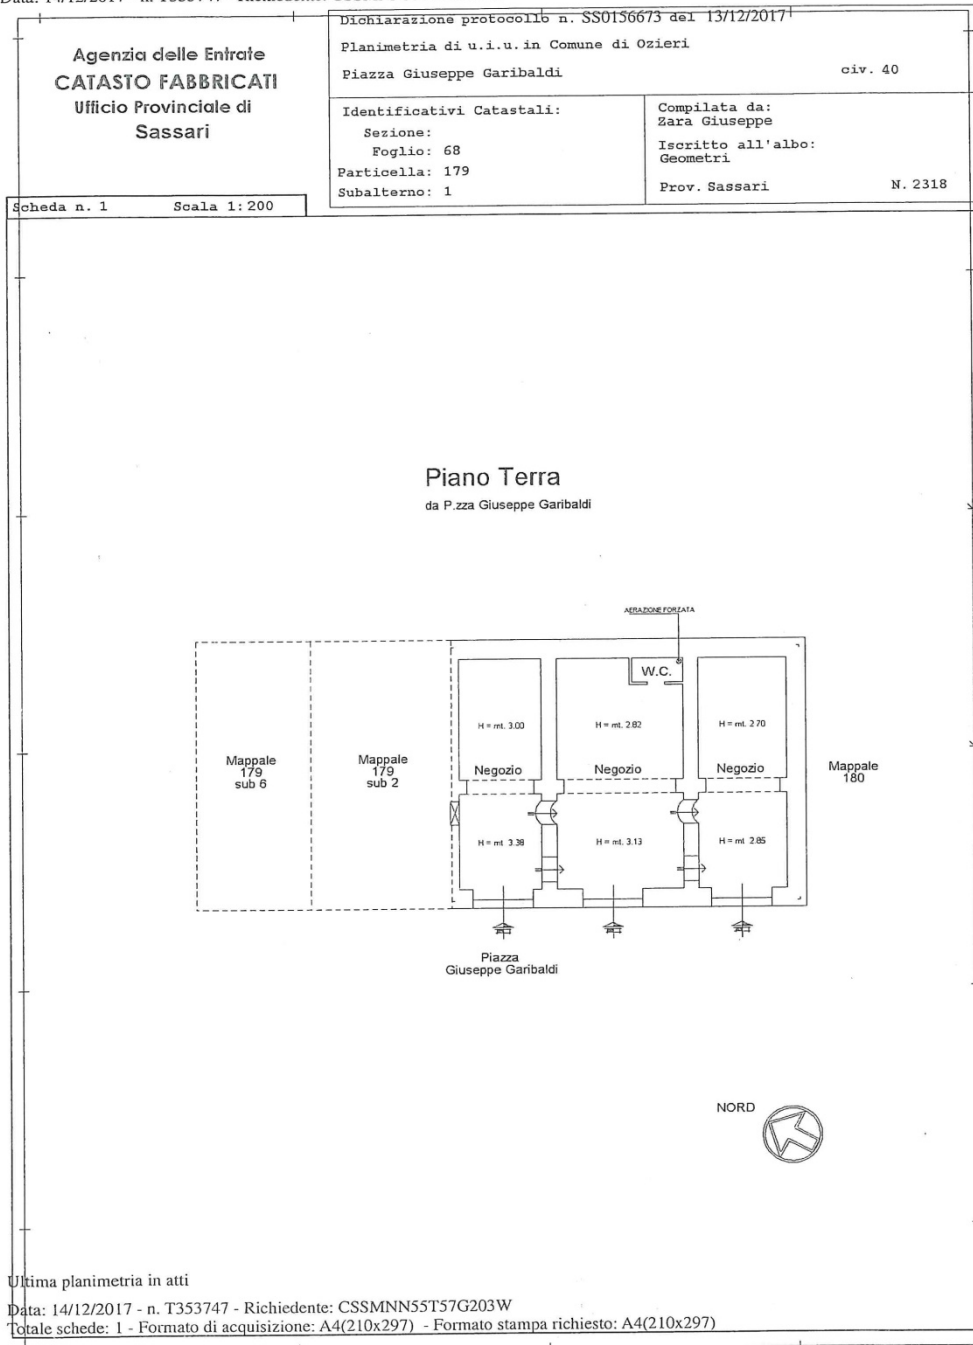 Agenzia delle Entrate
CATASTO FABBRICATI
Ufficio Provinciale di
Sassari
Dichiarazione protocollo n. SS0156673 del 13/12/2017
Planimetria di u.i.u. in Comune di Ozieri
Piazza Giuseppe Garibaldi civ. 40
Identificativi Catastali:
Sezione:
Foglio: 68
Particella: 179
Subalterno: 1
Compilata da:
Zara Giuseppe
Iscritto all'albo:
Geometri
Prov. Sassari N. 2318
Scheda n. 1 Scala 1:200
Piano Terra
da P.zza Giuseppe Garibaldi
AERAZIONE FORZATA
W.C.
H = mt. 3.00
H = mt. 2.82
H = mt. 2.70
Mappale
179
sub 6
Mappale
179
sub 2
Negozio
Negozio
Negozio
Mappale
180
H = mt 3.38
H = mt. 3.13
H = mt 2.85
Piazza
Giuseppe Garibaldi
NORD
Ultima planimetria in atti
Data: 14/12/2017 - n. T353747 - Richiedente: CSSMNN55T57G203W
Totale schede: 1 - Formato di acquisizione: A4(210x297) - Formato stampa richiesto: A4(210x297)